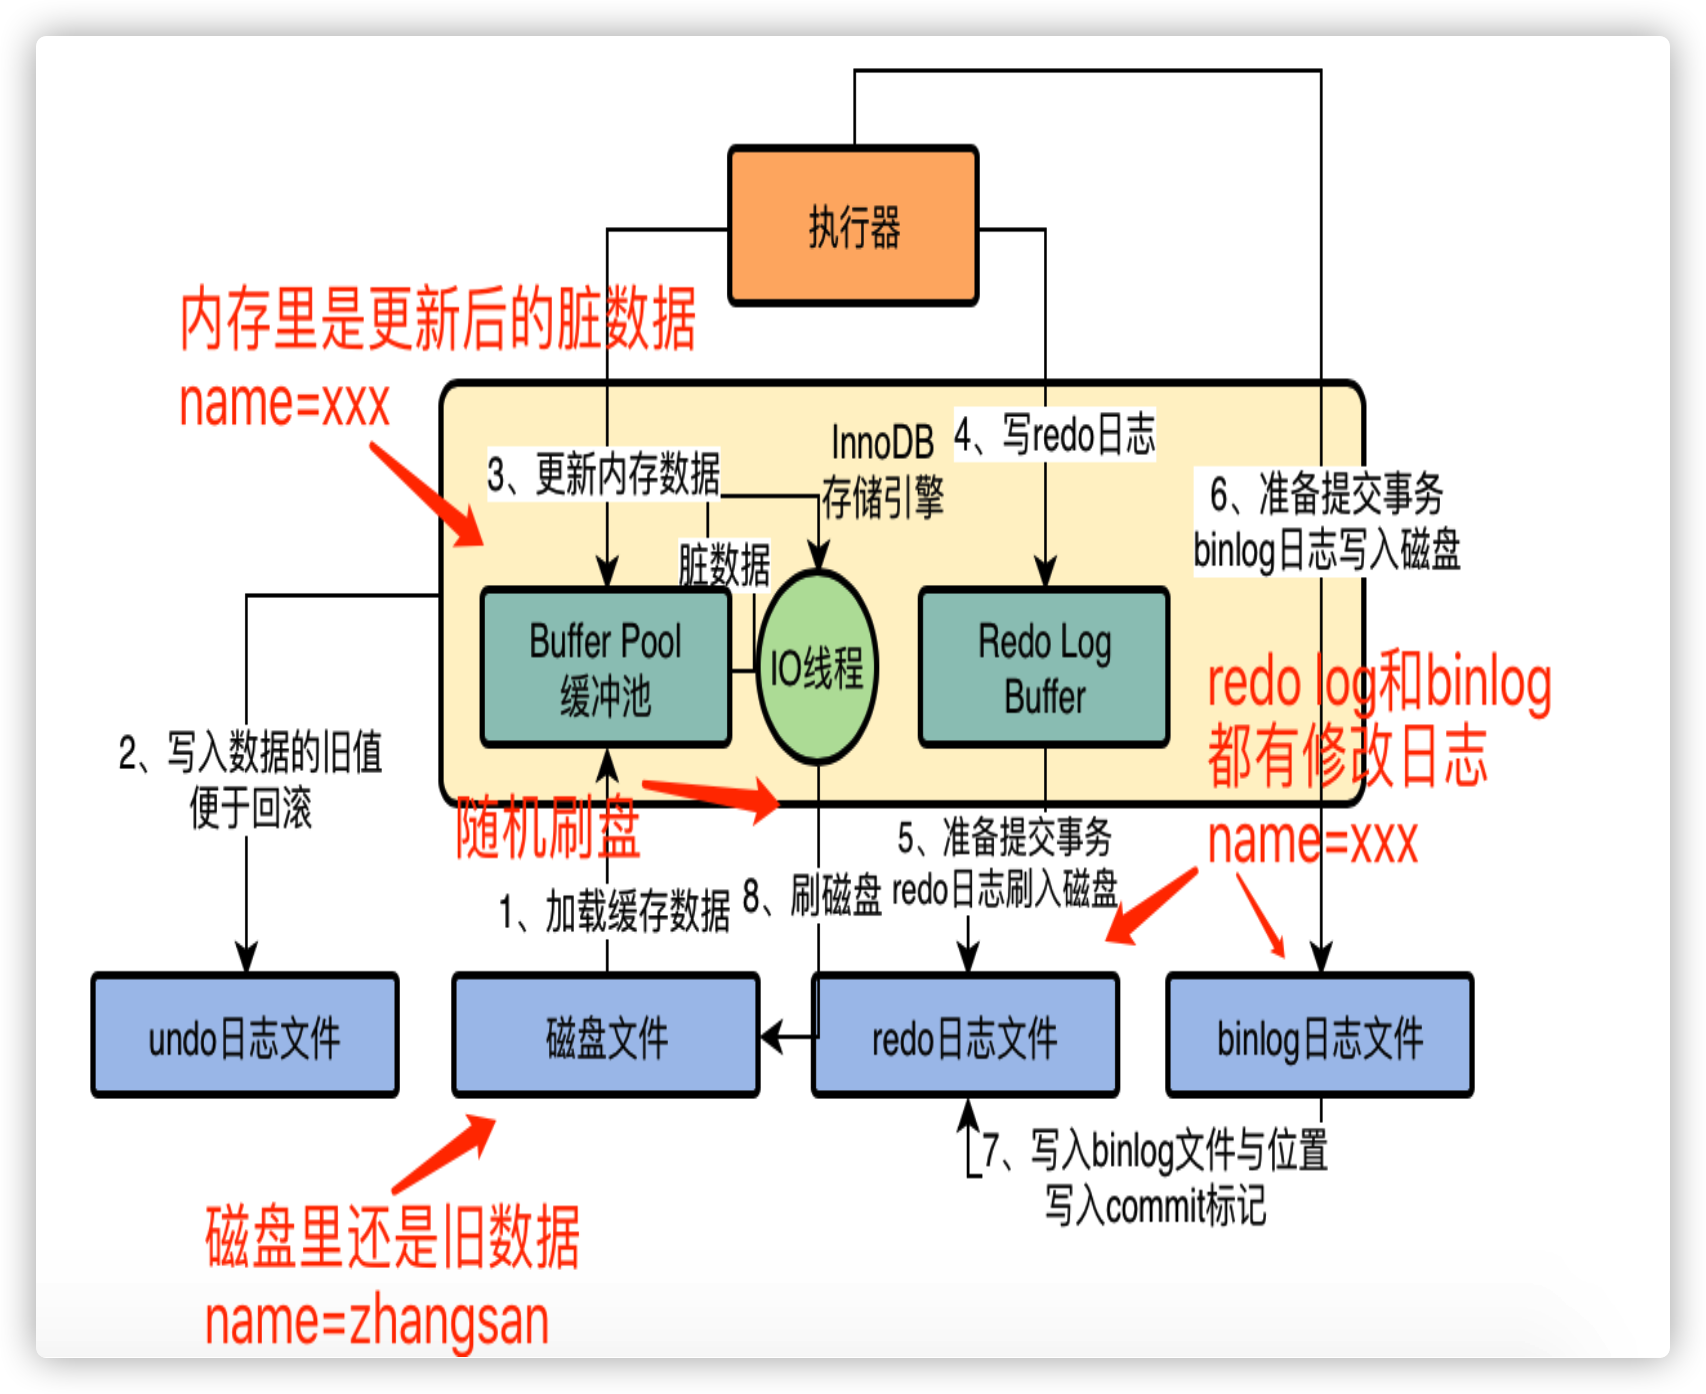 执行器
内存里是更新后的脏数据
name=xxx
InnoDB
存储引擎
4、写redo日志
3、更新内存数据
6、准备提交事务
binlog日志写入磁盘
脏数据
Buffer Pool
缓冲池
IO线程
Redo Log
Buffer
redo log和binlog
都有修改日志
name=xxx
2、写入数据的旧值
便于回滚
随机刷盘
5、准备提交事务
redo日志刷入磁盘
1、加载缓存数据
8、刷磁盘
undo日志文件
磁盘文件
redo日志文件
binlog日志文件
7、写入binlog文件与位置
写入commit标记
磁盘里还是旧数据
name=zhangsan